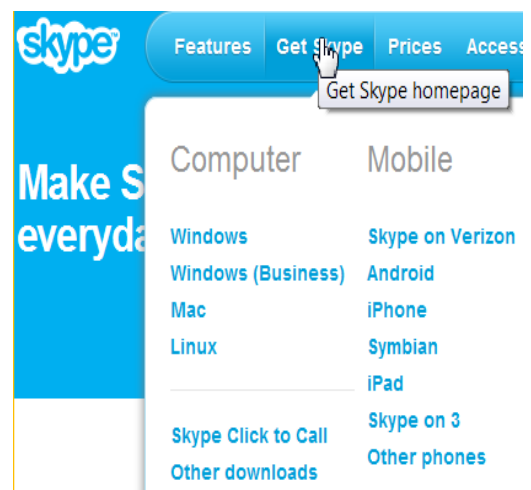 skype
Features Get Skype Prices
Get Skype homepage
Make
everyda
Computer
Windows
Windows (Business)
Mac
Linux
Skype Click to Call
Other downloads
Mobile
Skype on Verizon
Android
iPhone
Symbian
iPad
Skype on 3
Other phones